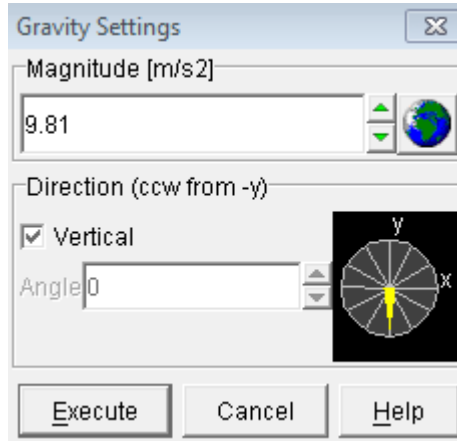 Gravity Settings
Magnitude [m/s2]
9.81
Direction (ccw from -y)
Vertical
Angle 0
y
x
Execute Cancel Help